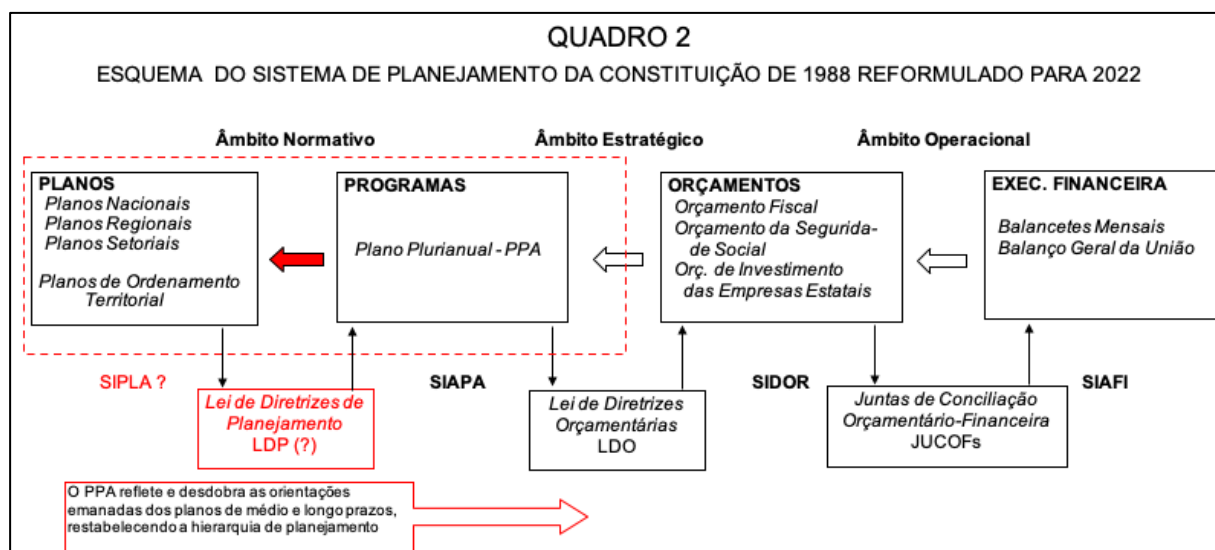 QUADRO 2
ESQUEMA DO SISTEMA DE PLANEJAMENTO DA CONSTITUIÇÃO DE 1988 REFORMULADO PARA 2022
Âmbito Normativo
Âmbito Estratégico
Âmbito Operacional
PLANOS
Planos Nacionais
Planos Regionais
Planos Setoriais
Planos de Ordenamento
Territorial
PROGRAMAS
Plano Plurianual - PPA
ORÇAMENTOS
Orçamento Fiscal
Orçamento da Segurida-
de Social
Orç. de Investimento
das Empresas Estatais
EXEC. FINANCEIRA
Balancetes Mensais
Balanço Geral da União
SIPLA ?
SIAPA
SIDOR
SIAFI
Lei de Diretrizes de
Planejamento
LDP (?)
Lei de Diretrizes
Orçamentárias
LDO
Juntas de Conciliação
Orçamentário-Financeira
JUCOFs
O PPA reflete e desdobra as orientações
emanadas dos planos de médio e longo prazos,
restabelecendo a hierarquia de planejamento